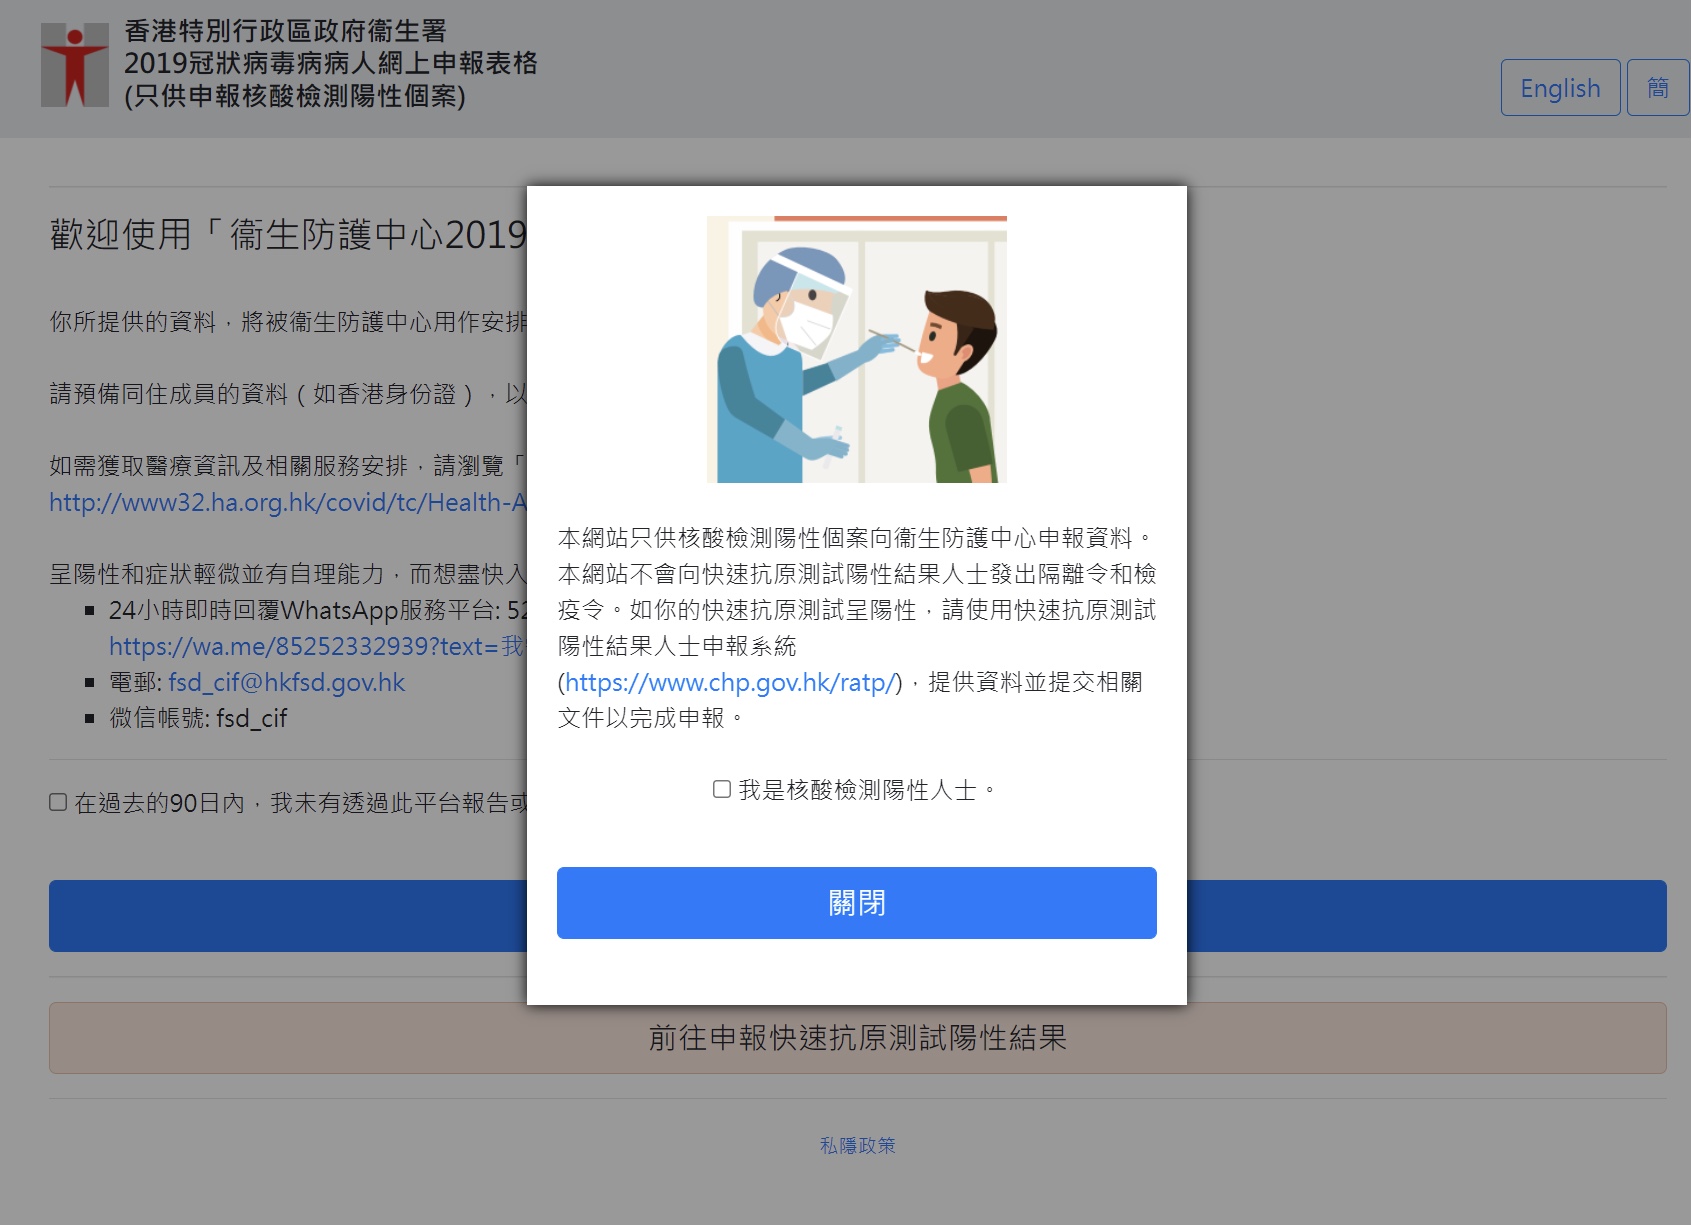 香港特別行政區政府衞生署
2019冠狀病毒病病人網上申報表格
(只供申報核酸檢測陽性個案)
English
簡
歡迎使用「衞生防護中心2019
你所提供的資料，將被衞生防護中心用作安排
請預備同住成員的資料（如香港身份證），以
如需獲取醫療資訊及相關服務安排，請瀏覽「
http://www32.ha.org.hk/covid/tc/Health-A
呈陽性和症狀輕微並有自理能力，而想盡快入
▪ 24小時即時回覆WhatsApp服務平台: 52
https://wa.me/85252332939?text=我
▪ 電郵: fsd_cif@hkfsd.gov.hk
▪ 微信帳號: fsd_cif
在過去的90日內，我未有透過此平台報告或
本網站只供核酸檢測陽性個案向衞生防護中心申報資料。
本網站不會向快速抗原測試陽性結果人士發出隔離令和檢
疫令。如你的快速抗原測試呈陽性，請使用快速抗原測試
陽性結果人士申報系統
(https://www.chp.gov.hk/ratp/)，提供資料並提交相關
文件以完成申報。
我是核酸檢測陽性人士。
關閉
前往申報快速抗原測試陽性結果
私隱政策